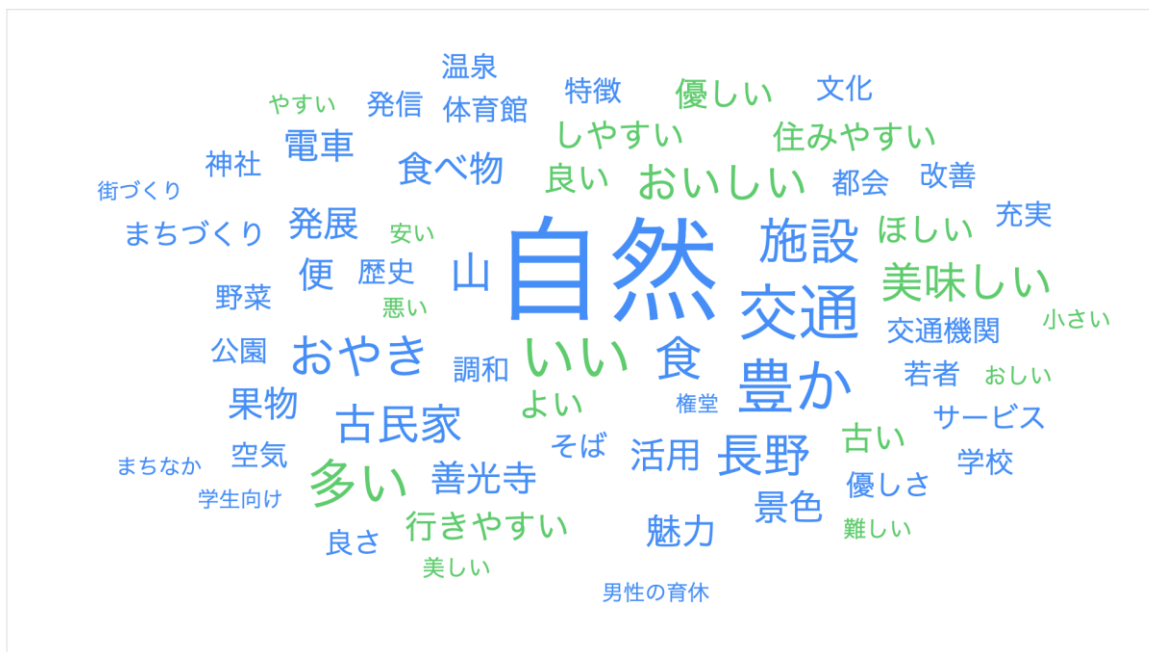 温泉
特徴
優しい
文化
やすい
発信
体育館
しやすい
住みやすい
電車
神社
食べ物
良い
おいしい
都会
改善
街づくり
まちづくり
発展
安い
自然
施設
ほしい
充実
便
歴史
山
美味しい
野菜
悪い
交通
交通機関
小さい
公園
おやき
調和
いい
食
豊か
若者
おしい
果物
古民家
よい
権堂
サービス
まちなか
空気
多い
善光寺
そば
活用
長野
古い
学校
学生向け
景色
優しさ
良さ
行きやすい
魅力
難しい
美しい
男性の育休